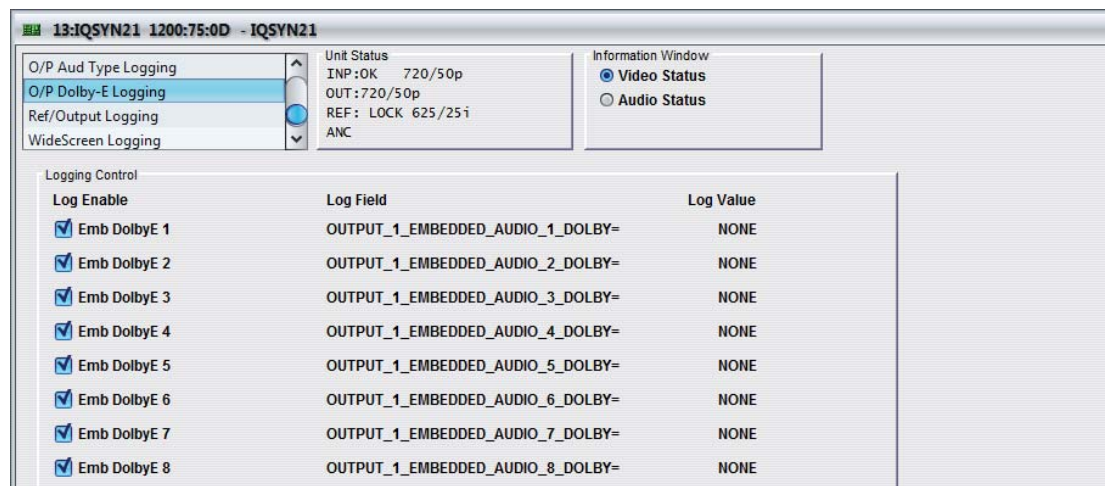 13:IQSYN21 1200:75:0D - IQSYN21
O/P Aud Type Logging
O/P Dolby-E Logging
Ref/Output Logging
WideScreen Logging
Unit Status
INP:OK 720/50p
OUT:720/50p
REF: LOCK 625/25i
ANC
Information Window
Video Status
Audio Status
Logging Control
Log Enable Log Field Log Value
Emb DolbyE 1 OUTPUT_1_EMBEDDED_AUDIO_1_DOLBY= NONE
Emb DolbyE 2 OUTPUT_1_EMBEDDED_AUDIO_2_DOLBY= NONE
Emb DolbyE 3 OUTPUT_1_EMBEDDED_AUDIO_3_DOLBY= NONE
Emb DolbyE 4 OUTPUT_1_EMBEDDED_AUDIO_4_DOLBY= NONE
Emb DolbyE 5 OUTPUT_1_EMBEDDED_AUDIO_5_DOLBY= NONE
Emb DolbyE 6 OUTPUT_1_EMBEDDED_AUDIO_6_DOLBY= NONE
Emb DolbyE 7 OUTPUT_1_EMBEDDED_AUDIO_7_DOLBY= NONE
Emb DolbyE 8 OUTPUT_1_EMBEDDED_AUDIO_8_DOLBY= NONE